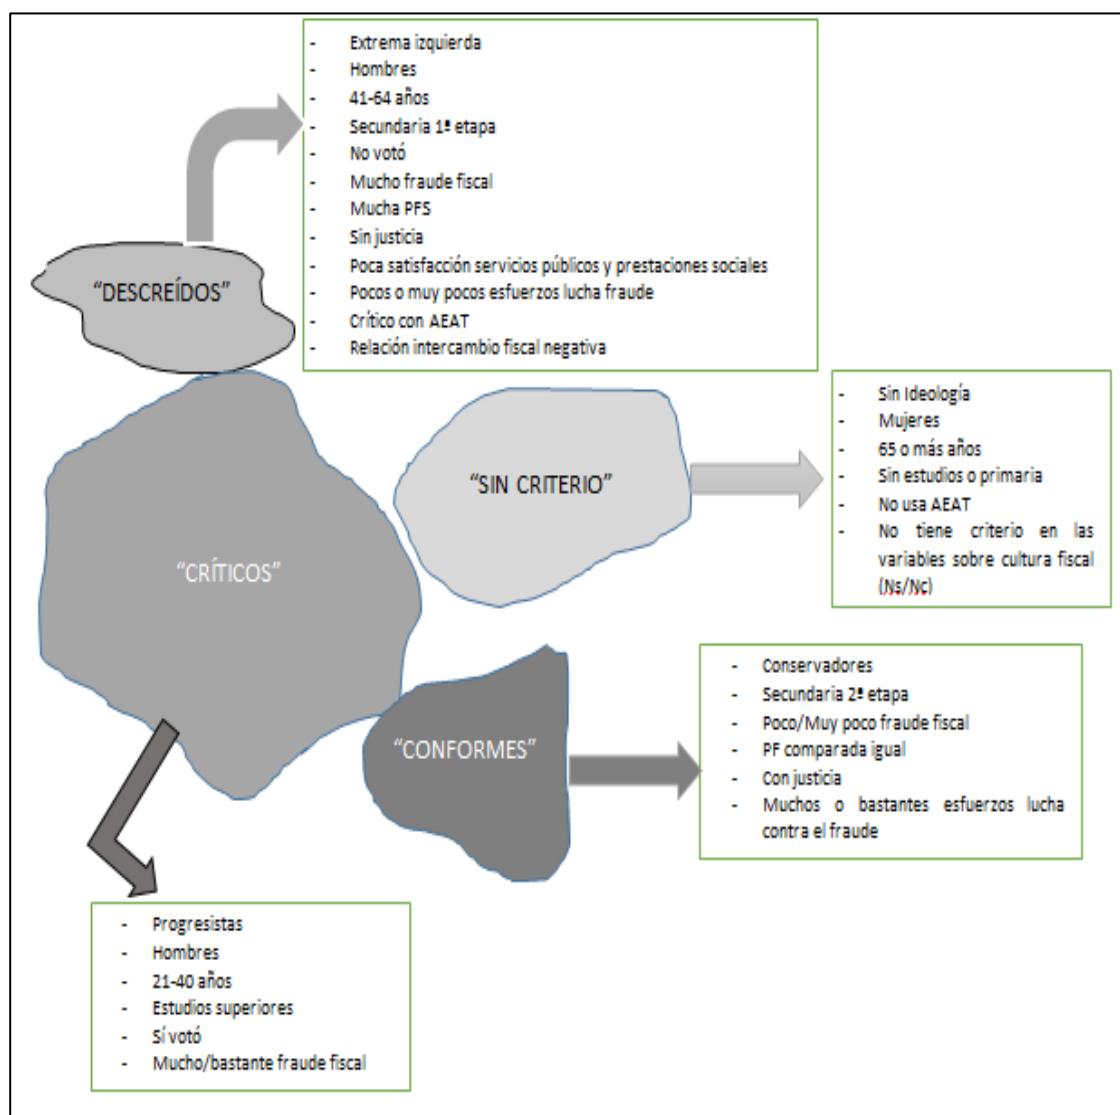 - Extrema izquierda
- Hombres
- 41-64 años
- Secundaria 1ª etapa
- No votó
- Mucho fraude fiscal
- Mucha PFS
- Sin justicia
- Poca satisfacción servicios públicos y prestaciones sociales
- Pocos o muy pocos esfuerzos lucha fraude
- Crítico con AEAT
- Relación intercambio fiscal negativa
“DESCREÍDOS”
- Sin Ideología
- Mujeres
- 65 o más años
- Sin estudios o primaria
- No usa AEAT
- No tiene criterio en las
variables sobre cultura fiscal
(Ns/Nc)
“SIN CRITERIO”
“CRÍTICOS”
- Conservadores
- Secundaria 2ª etapa
- Poco/Muy poco fraude fiscal
- PF comparada igual
- Con justicia
- Muchos o bastantes esfuerzos lucha
contra el fraude
“CONFORMES”
- Progresistas
- Hombres
- 21-40 años
- Estudios superiores
- Sí votó
- Mucho/bastante fraude fiscal